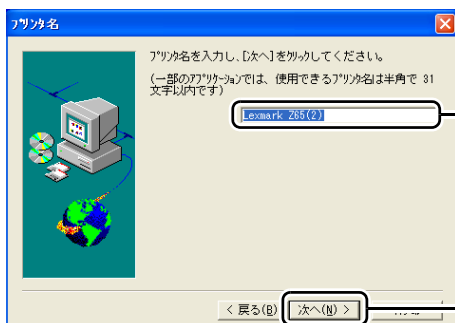 プリンタ名
プリンタ名を入力し、[次へ]をクリックしてください。
(一部のアプリケーションでは、使用できるプリンタ名は半角で 31
文字以内です)
Lexmark Z65(2)
< 戻る(B)
次へ(N) >